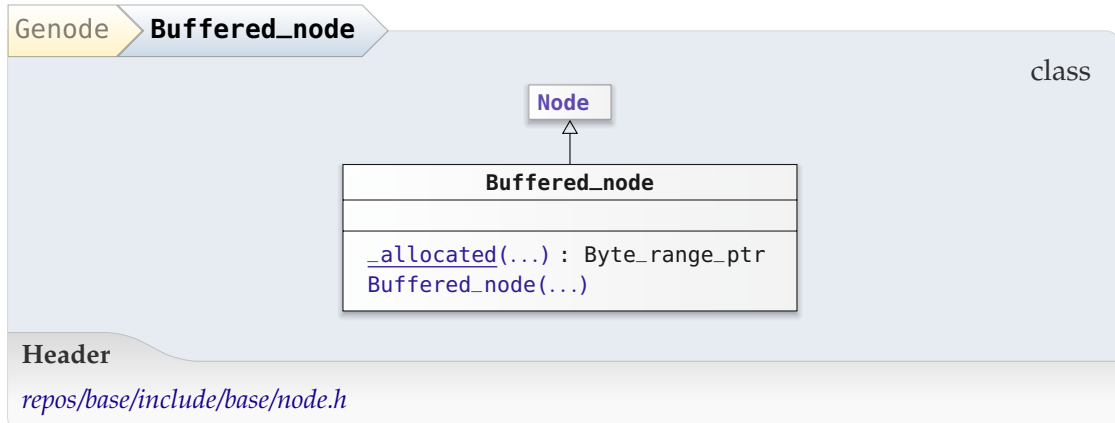 Genode Buffered_node
class
Node
Buffered_node
_allocated(...) : Byte_range_ptr
Buffered_node(...)
Header
repos/base/include/base/node.h